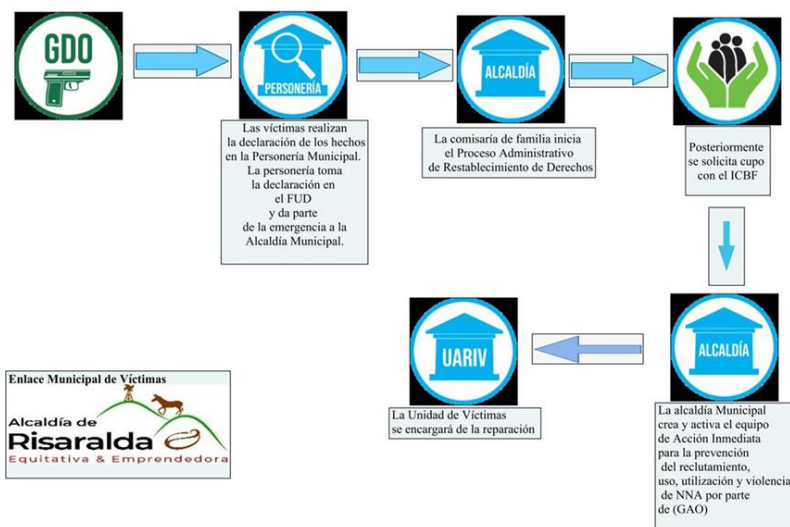 GDO
PERSONERÍA
Las víctimas realizan
la declaración de los hechos
en la Personería Municipal.
La personería toma
la declaración en
el FUD
y da parte
de la emergencia a la
Alcaldía Municipal.
ALCALDÍA
La comisaría de familia inicia
el Proceso Administrativo
de Restablecimiento de Derechos
Posteriormente
se solicita cupo
con el ICBF
ALCALDÍA
La alcaldía Municipal
crea y activa el equipo
de Acción Inmediata
para la prevención
del reclutamiento,
uso, utilización y violencia
de NNA por parte
de (GAO)
UARIV
La Unidad de Víctimas
se encargará de la reparación
Enlace Municipal de Víctimas
Alcaldía de
Risaralda
Equitativa & Emprendedora